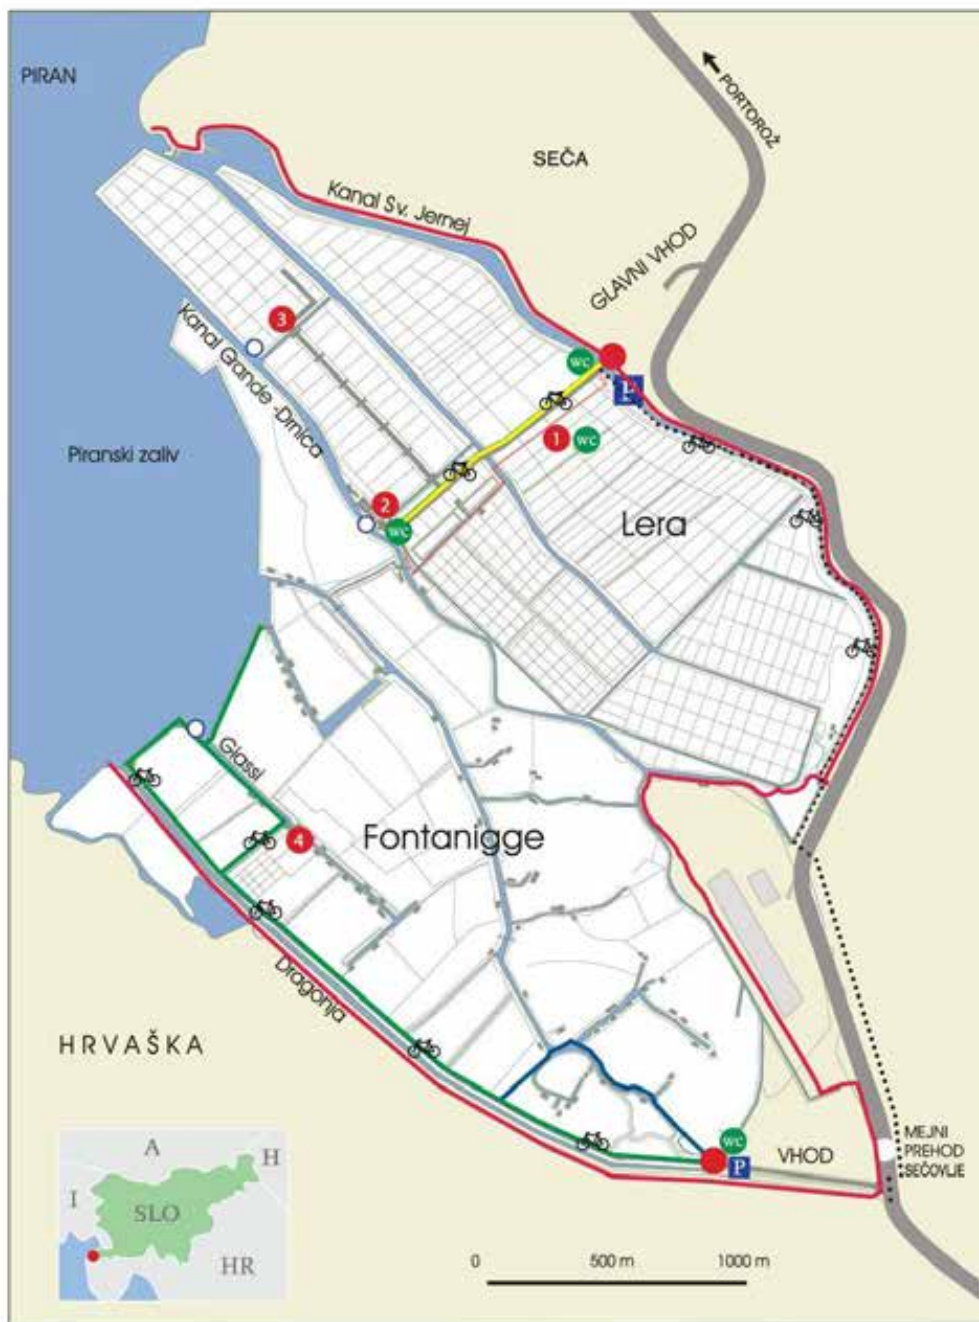 PIRAN
PORTOROŽ
SEČA
Kanal Sv. Jernej
GLAVNI VHOD
3
WC
Kanal Grande -Drnica
P
1
WC
Piranski zaliv
2
WC
Lera
Glassi
4
Fontanigge
Dragonja
HRVAŠKA
WC
P
VHOD
MEJNI
PREHOD
SEČOVLJE
A
H
I
SLO
HR
0
500 m
1000 m